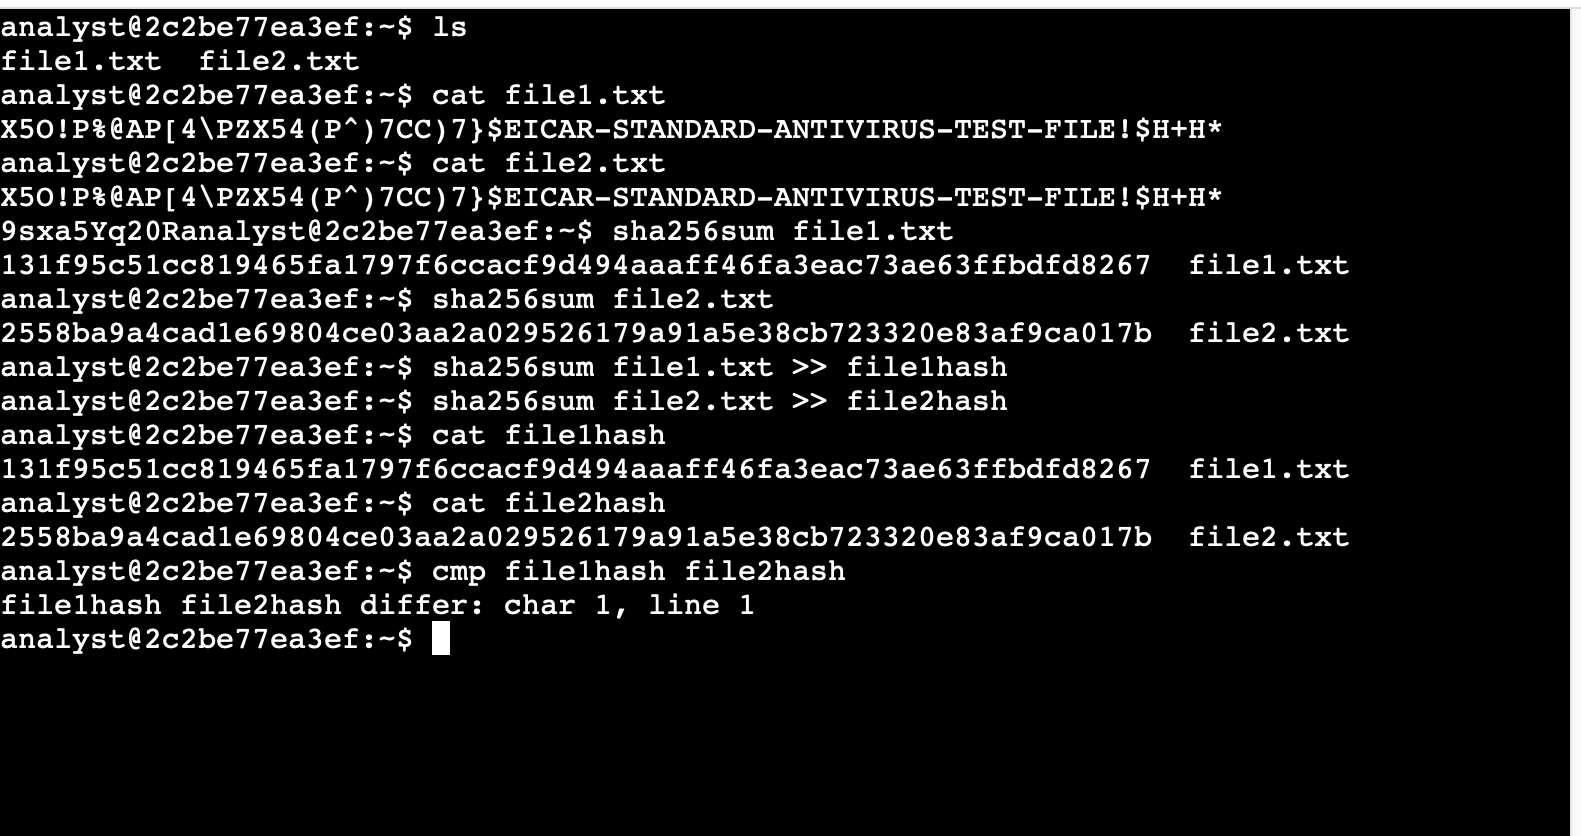 analyst@2c2be77ea3ef:~$ ls
file1.txt  file2.txt
analyst@2c2be77ea3ef:~$ cat file1.txt
X5O!P%@AP[4\PZX54(P^)7CC)7}$EICAR-STANDARD-ANTIVIRUS-TEST-FILE!$H+H*
analyst@2c2be77ea3ef:~$ cat file2.txt
X5O!P%@AP[4\PZX54(P^)7CC)7}$EICAR-STANDARD-ANTIVIRUS-TEST-FILE!$H+H*
9sxa5Yq20Ranalyst@2c2be77ea3ef:~$ sha256sum file1.txt
131f95c51cc819465fa1797f6ccacf9d494aaaff46fa3eac73ae63ffbdfd8267  file1.txt
analyst@2c2be77ea3ef:~$ sha256sum file2.txt
2558ba9a4cad1e69804ce03aa2a029526179a91a5e38cb723320e83af9ca017b  file2.txt
analyst@2c2be77ea3ef:~$ sha256sum file1.txt >> file1hash
analyst@2c2be77ea3ef:~$ sha256sum file2.txt >> file2hash
analyst@2c2be77ea3ef:~$ cat file1hash
131f95c51cc819465fa1797f6ccacf9d494aaaff46fa3eac73ae63ffbdfd8267  file1.txt
analyst@2c2be77ea3ef:~$ cat file2hash
2558ba9a4cad1e69804ce03aa2a029526179a91a5e38cb723320e83af9ca017b  file2.txt
analyst@2c2be77ea3ef:~$ cmp file1hash file2hash
file1hash file2hash differ: char 1, line 1
analyst@2c2be77ea3ef:~$